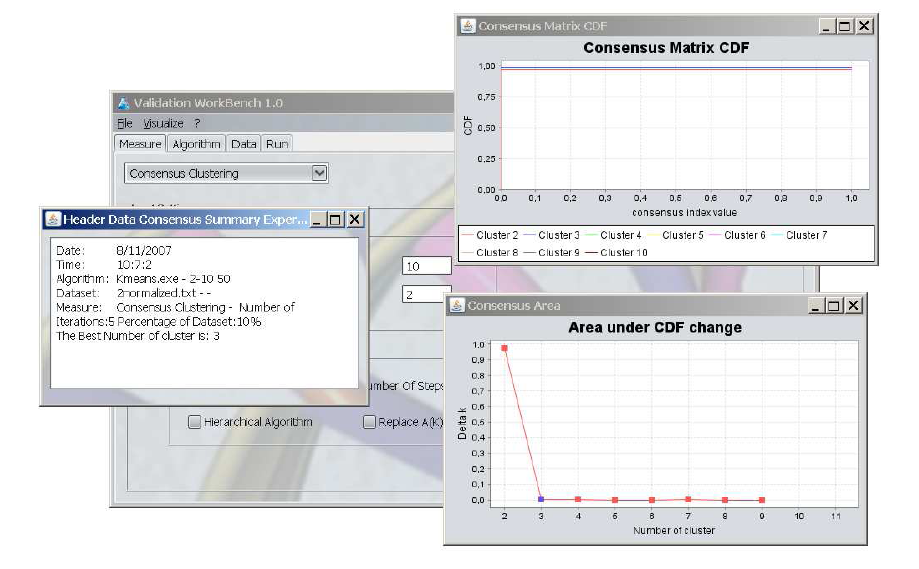 Consensus Matrix CDF
Consensus Matrix CDF
1,00
0,75
0,50
0,25
0,00
CDF
0,0 0,1 0,2 0,3 0,4 0,5 0,6 0,7 0,8 0,9 1,0
consensus index value
Cluster 2 Cluster 3 Cluster 4 Cluster 5 Cluster 6 Cluster 7
Cluster 8 Cluster 9 Cluster 10
Validation WorkBench 1.0
File Visualize ?
Measure Algorithm Data Run
Consensus Clustering
10
2
umber Of Steps
Hierarchical Algorithm Replace A(K)
Header Data Consensus Summary Exper...
Date: 8/11/2007
Time: 10:7:2
Algorithm: Kmeans.exe - 2-10 50
Dataset: 2normalized.txt - -
Measure: Consensus Clustering - Number of
Iterations:5 Percentage of Dataset:10%
The Best Number of cluster is: 3
Consensus Area
Area under CDF change
1,0
0,9
0,8
0,7
0,6
0,5
0,4
0,3
0,2
0,1
0,0
Delta k
2 3 4 5 6 7 8 9 10 11
Number of cluster